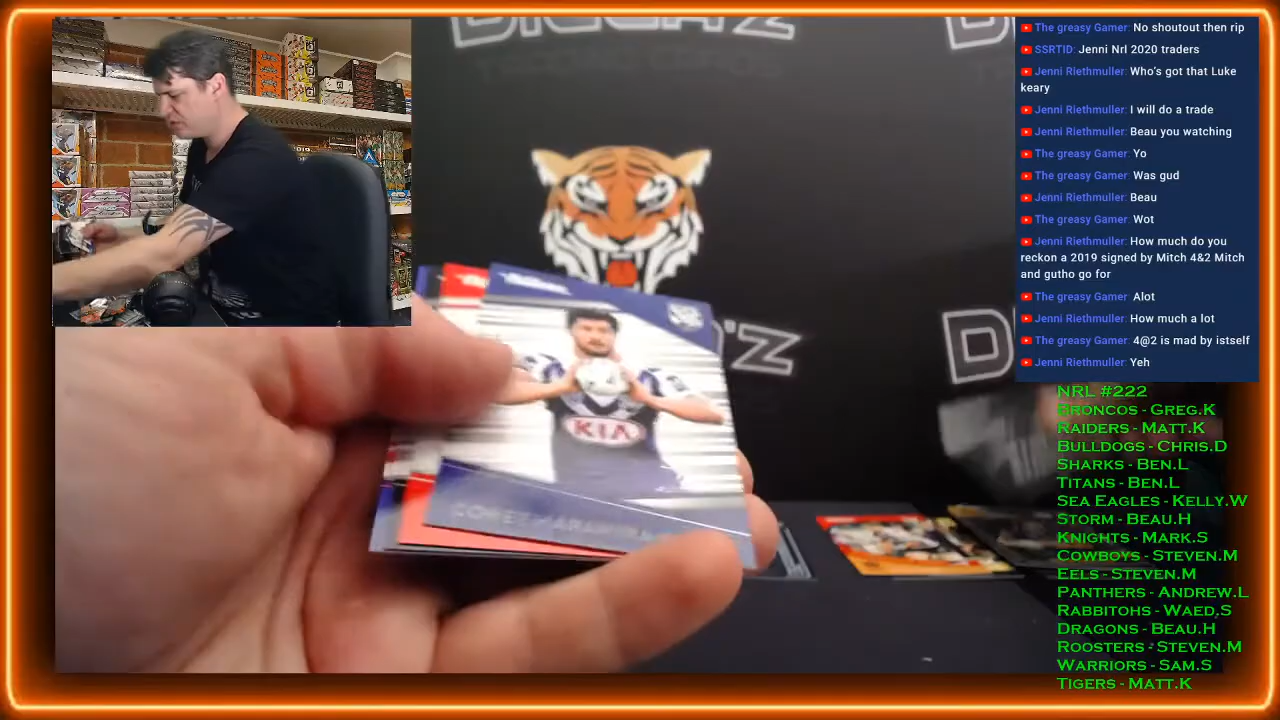 DIGGAZ
The greasy Gamer: No shoutout then rip
SSRTID: Jenni Nrl 2020 traders
Jenni Riethmuller: Who's got that Luke
keary
Jenni Riethmuller: I will do a trade
Jenni Riethmuller: Beau you watching
The greasy Gamer: Yo
The greasy Gamer: Was gud
Jenni Riethmuller: Beau
The greasy Gamer: Wot
Jenni Riethmuller: How much do you
reckon a 2019 signed by Mitch 4&2 Mitch
and gutho go for
The greasy Gamer: Alot
Jenni Riethmuller: How much a lot
The greasy Gamer: 4@2 is mad by istself
Jenni Riethmuller: Yeh
NRL #222
BRONCOS - GREG.K
RAIDERS - MATT.K
BULLDOGS - CHRIS.D
SHARKS - BEN.L
TITANS - BEN.L
SEA EAGLES - KELLY.W
STORM - BEAU.H
KNIGHTS - MARK.S
COWBOYS - STEVEN.M
EELS - STEVEN.M
PANTHERS - ANDREW.L
RABBITOHS - WAED.S
DRAGONS - BEAU.H
ROOSTERS - STEVEN.M
WARRIORS - SAM.S
TIGERS - MATT.K
KIA